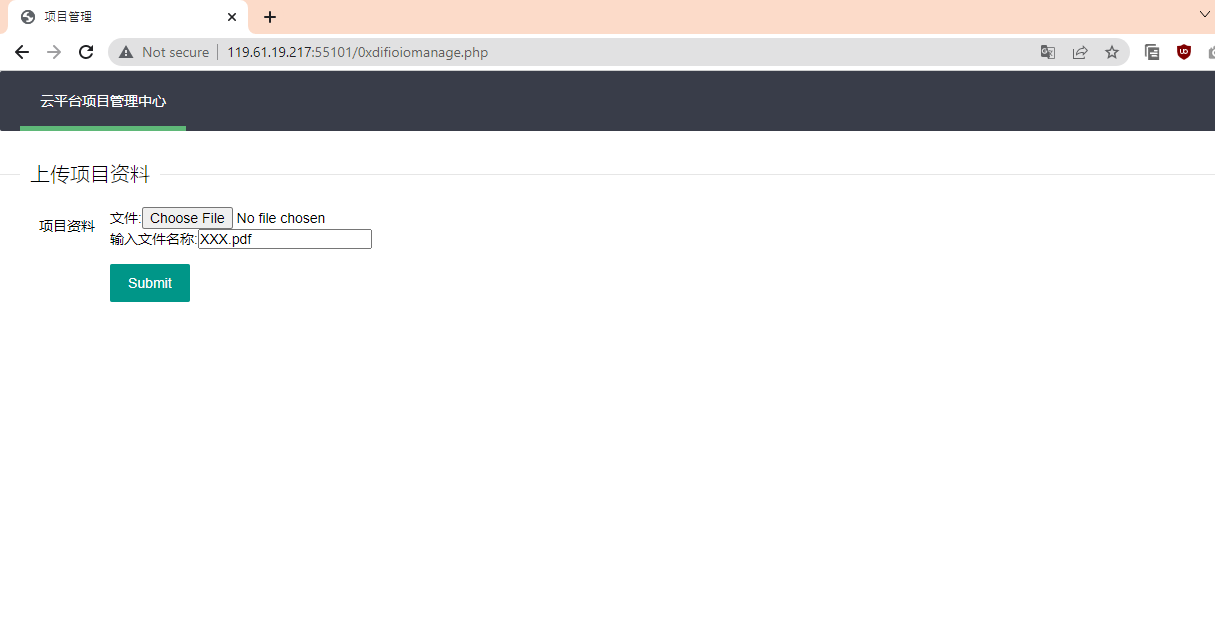 项目管理
Not secure 119.61.19.217:55101/0xdifioiomanage.php
云平台项目管理中心
上传项目资料
项目资料
文件: Choose File No file chosen
输入文件名称: XXX.pdf
Submit